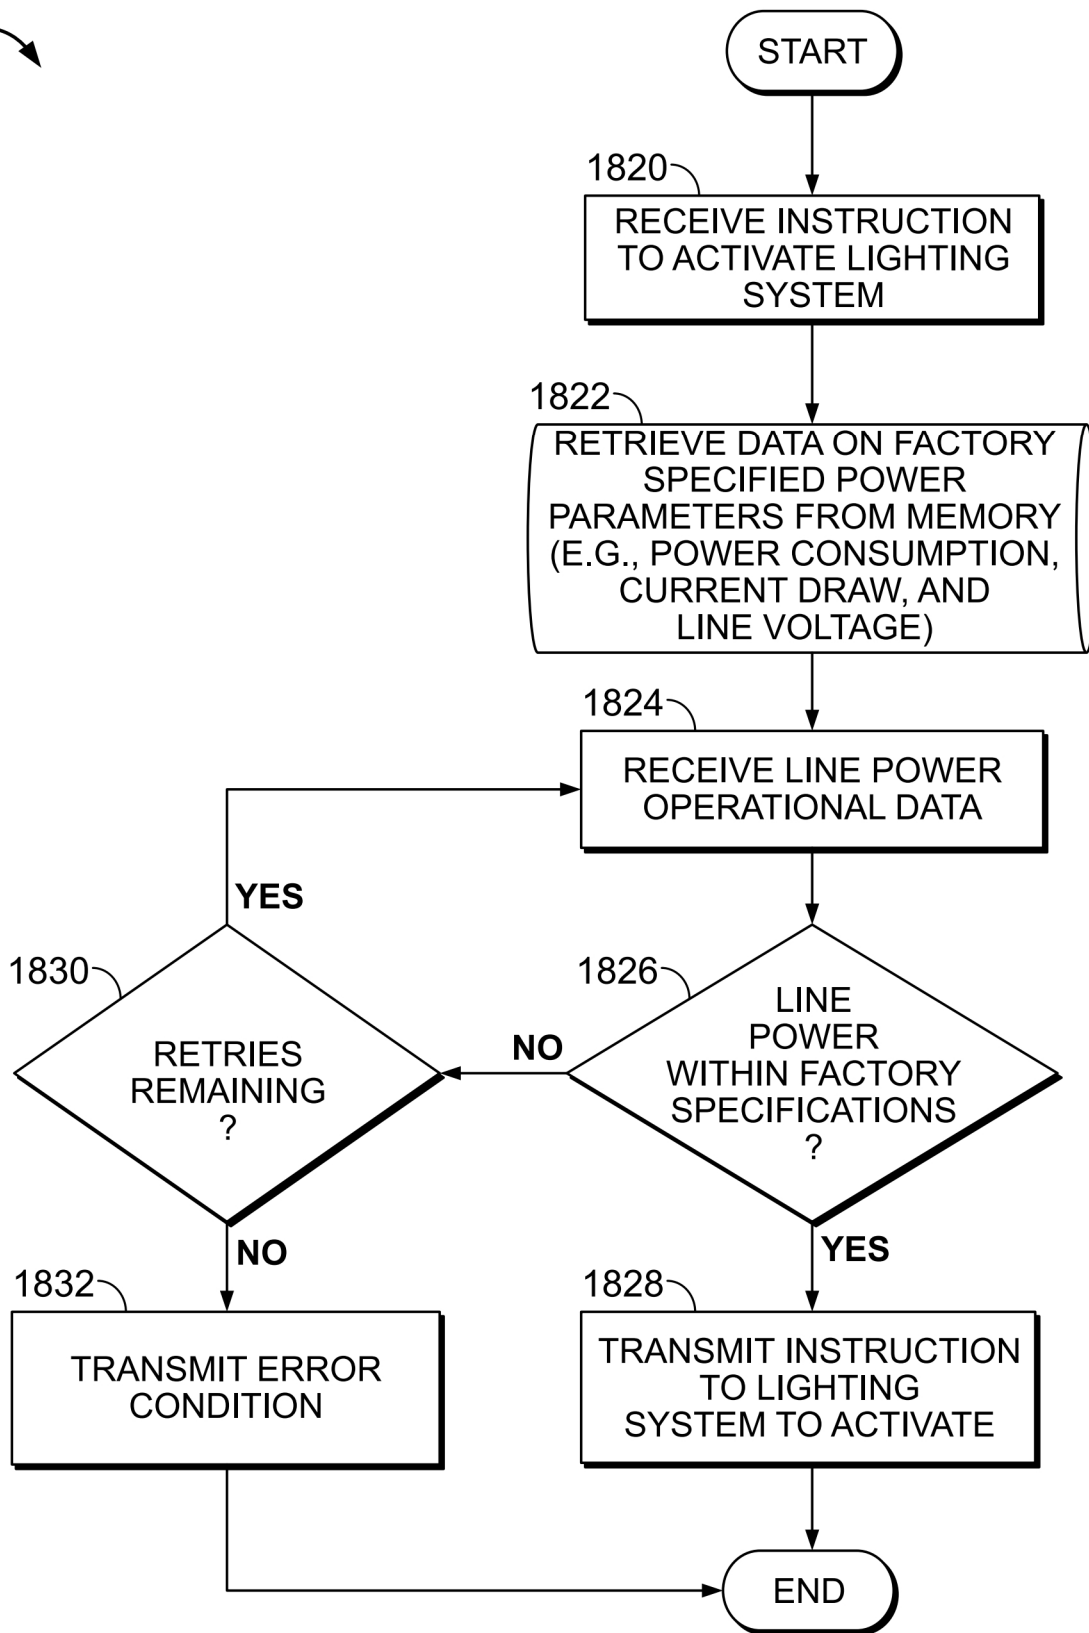 START
1820
RECEIVE INSTRUCTION
TO ACTIVATE LIGHTING
SYSTEM
1822
RETRIEVE DATA ON FACTORY
SPECIFIED POWER
PARAMETERS FROM MEMORY
(E.G., POWER CONSUMPTION,
CURRENT DRAW, AND
LINE VOLTAGE)
1824
RECEIVE LINE POWER
OPERATIONAL DATA
YES
1830
RETRIES
REMAINING
?
NO
1826
LINE
POWER
WITHIN FACTORY
SPECIFICATIONS
?
NO
YES
1832
TRANSMIT ERROR
CONDITION
1828
TRANSMIT INSTRUCTION
TO LIGHTING
SYSTEM TO ACTIVATE
END